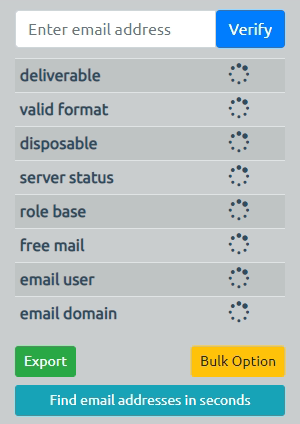 Enter email address
Verify
deliverable
valid format
disposable
server status
role base
free mail
email user
email domain
Export
Bulk Option
Find email addresses in seconds